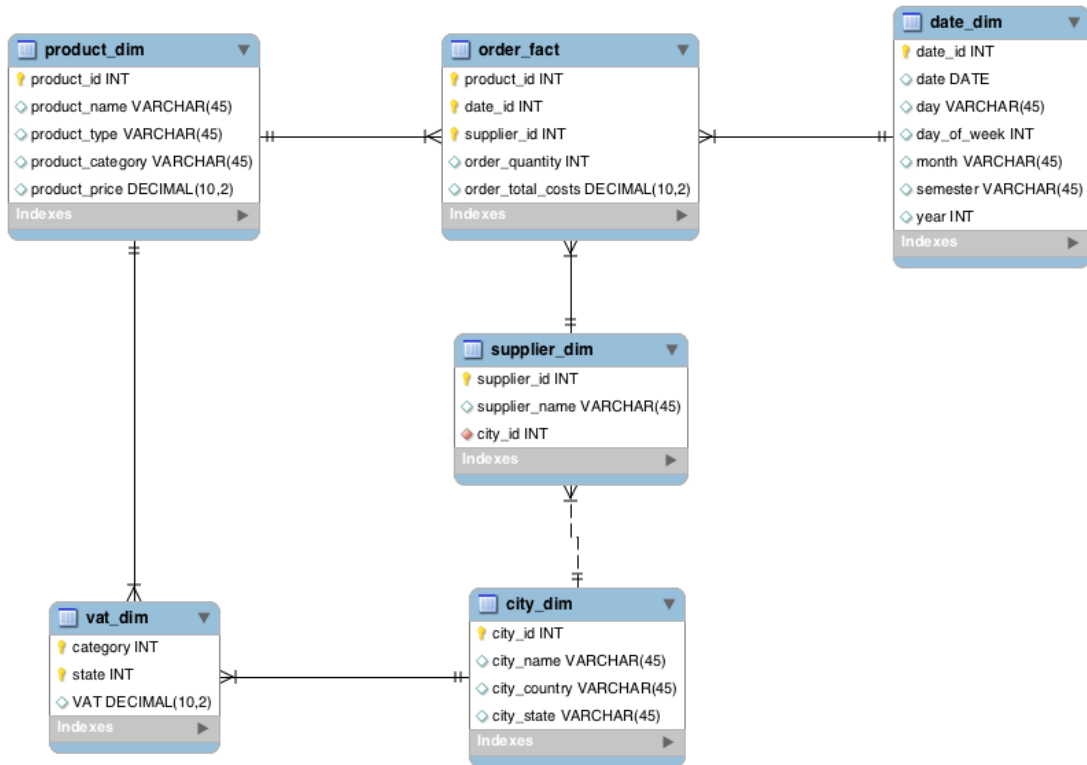 product_dim
product_id INT
product_name VARCHAR(45)
product_type VARCHAR(45)
product_category VARCHAR(45)
product_price DECIMAL(10,2)
Indexes
order_fact
product_id INT
date_id INT
supplier_id INT
order_quantity INT
order_total_costs DECIMAL(10,2)
Indexes
date_dim
date_id INT
date DATE
day VARCHAR(45)
day_of_week INT
month VARCHAR(45)
semester VARCHAR(45)
year INT
Indexes
supplier_dim
supplier_id INT
supplier_name VARCHAR(45)
city_id INT
Indexes
vat_dim
category INT
state INT
VAT DECIMAL(10,2)
Indexes
city_dim
city_id INT
city_name VARCHAR(45)
city_country VARCHAR(45)
city_state VARCHAR(45)
Indexes